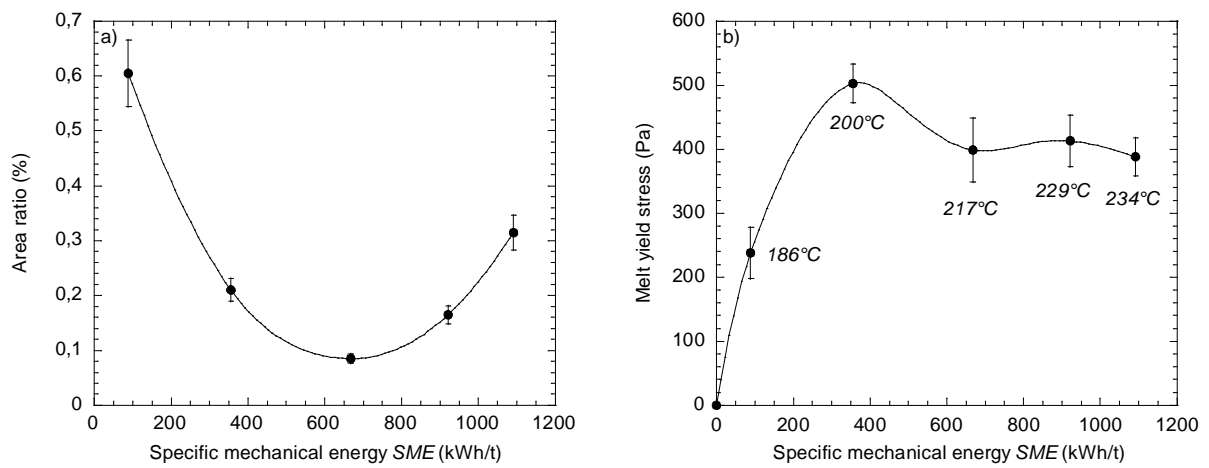 a)
0,7
0,6
0,5
0,4
0,3
0,2
0,1
0
0 200 400 600 800 1000 1200
Area ratio (%)
Specific mechanical energy SME (kWh/t)
b)
600
500
400
300
200
100
0
0 200 400 600 800 1000 1200
Melt yield stress (Pa)
186°C
200°C
217°C
229°C
234°C
Specific mechanical energy SME (kWh/t)